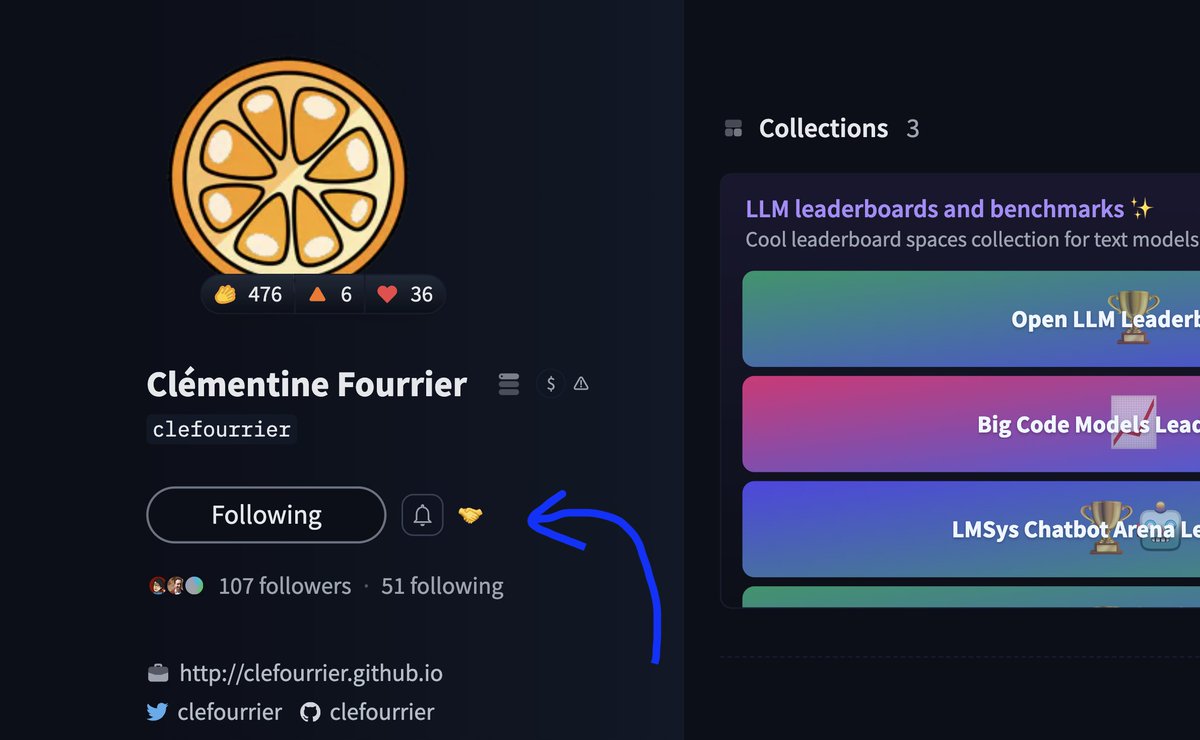 476 6 36
Clémentine Fourrier $
clefourrier
Following
107 followers · 51 following
http://clefourrier.github.io
clefourrier clefourrier
Collections 3
LLM leaderboards and benchmarks ✨
Cool leaderboard spaces collection for text models
Open LLM Leaderb
Big Code Models Lead
LMSys Chatbot Arena Le